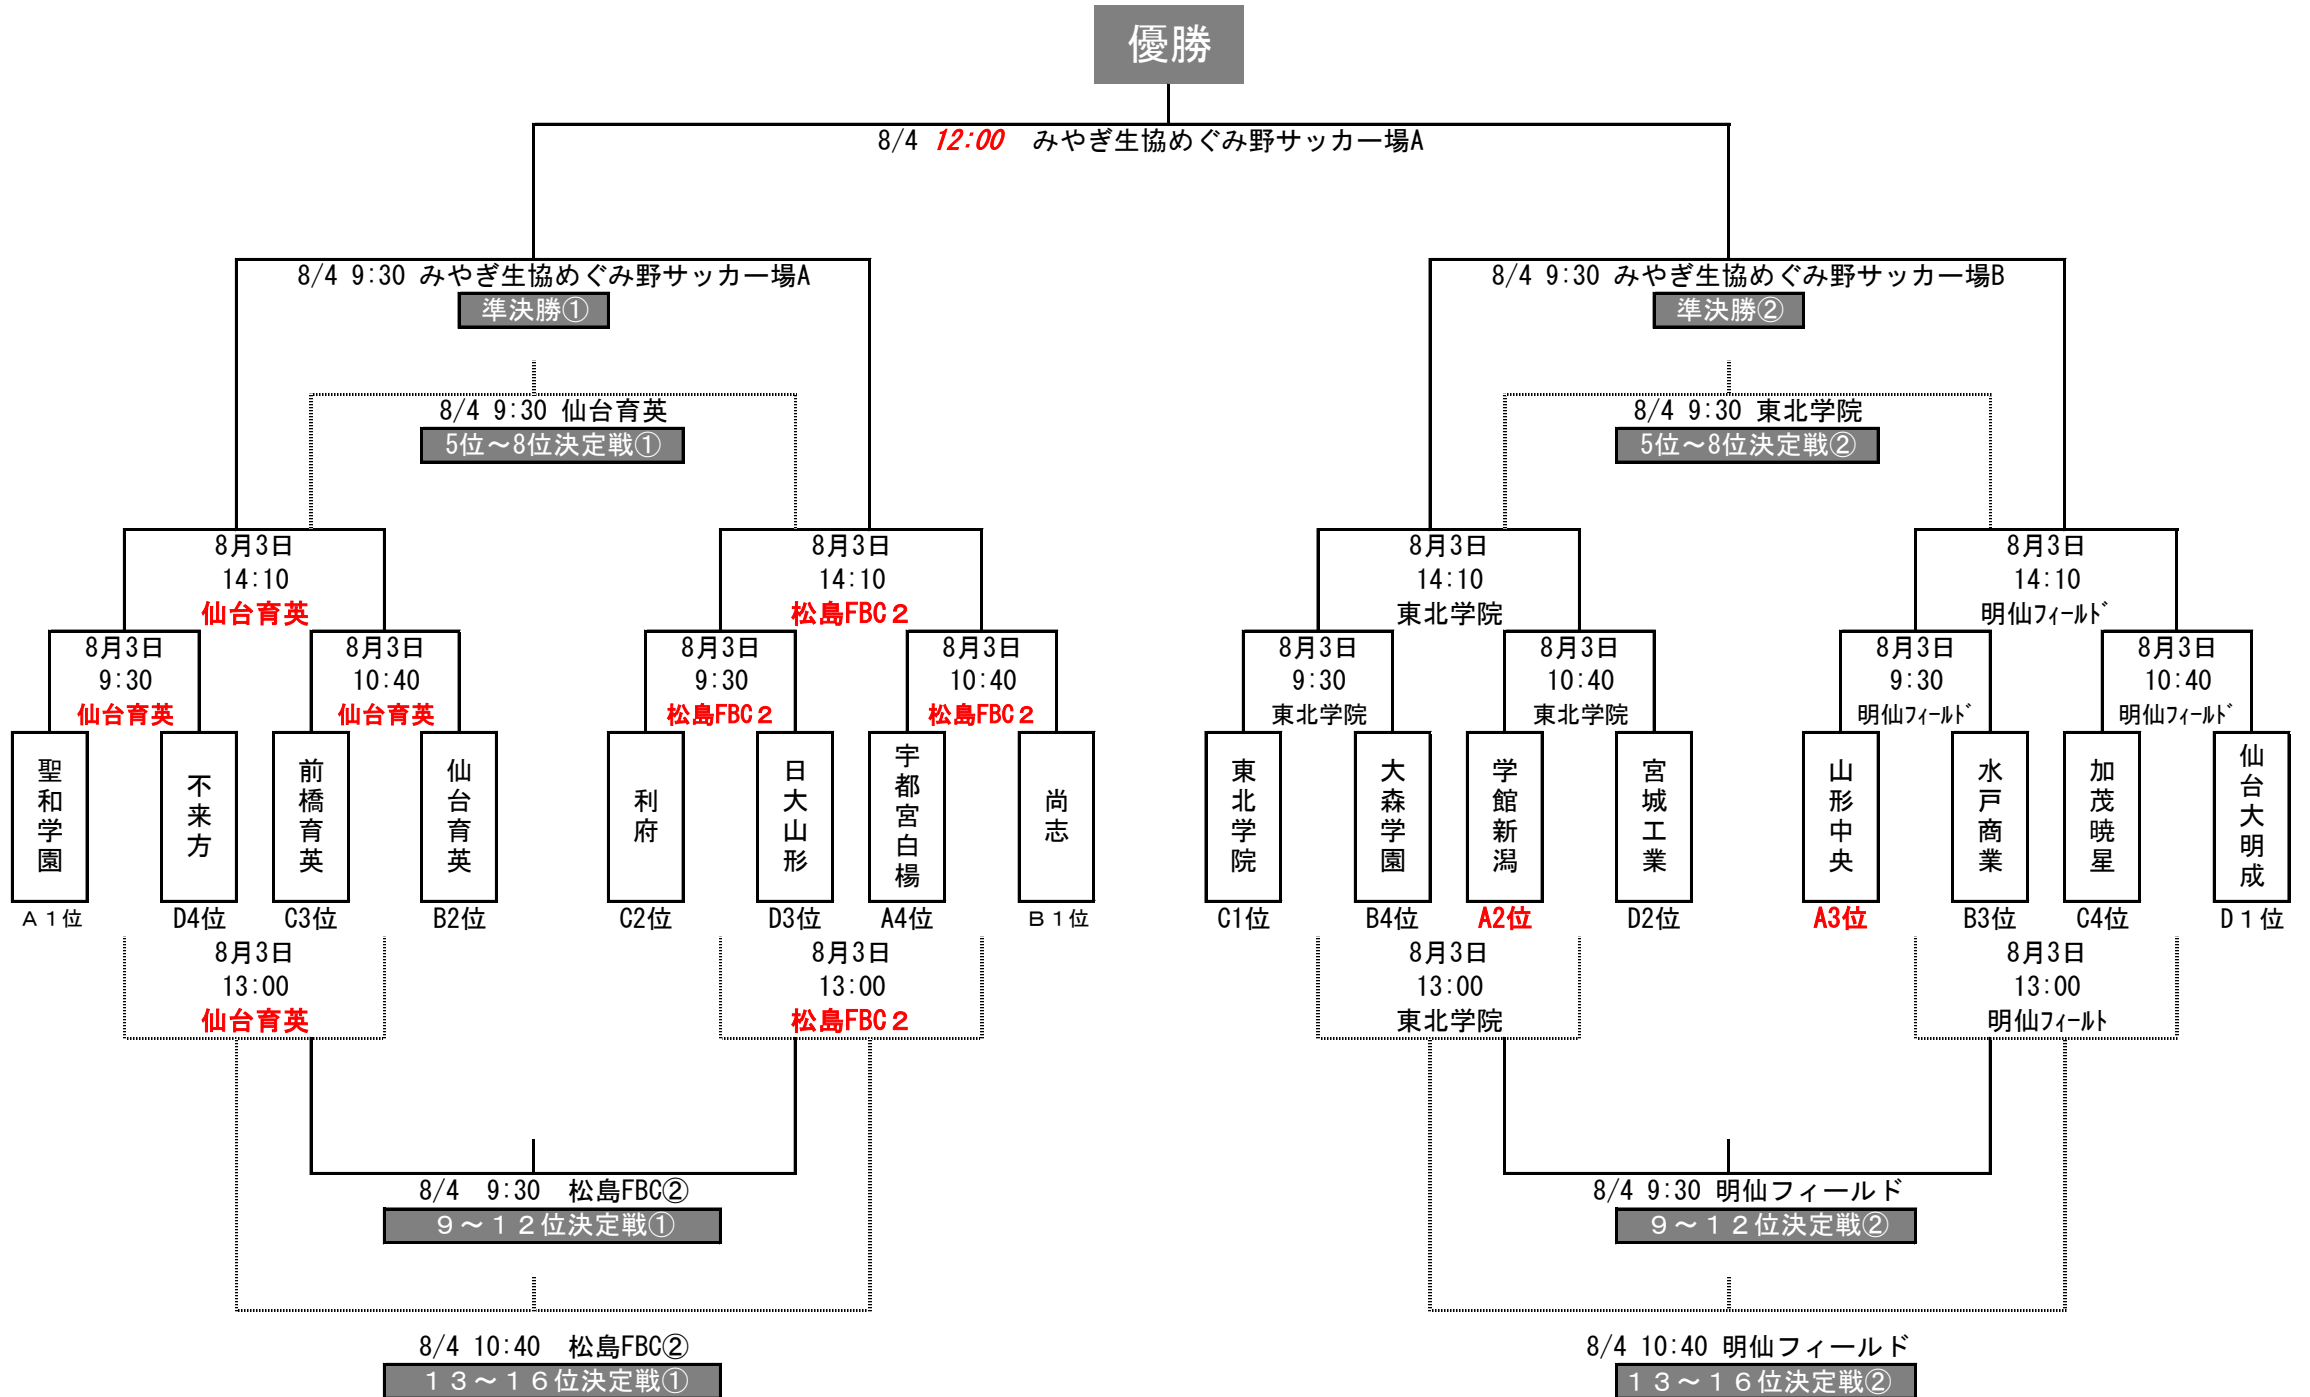 優勝
8/4 12:00 みやぎ生協めぐみ野サッカー場A
8/4 9:30 みやぎ生協めぐみ野サッカー場A
8/4 9:30 みやぎ生協めぐみ野サッカー場B
準決勝①
準決勝②
8/4 9:30 仙台育英
8/4 9:30 東北学院
5位～8位決定戦①
5位～8位決定戦②
8月3日
14:10
仙台育英
8月3日
14:10
松島FBC２
8月3日
14:10
東北学院
8月3日
14:10
明仙ﾌｨｰﾙﾄﾞ
8月3日
9:30
仙台育英
8月3日
10:40
仙台育英
8月3日
9:30
松島FBC２
8月3日
10:40
松島FBC２
8月3日
9:30
東北学院
8月3日
10:40
東北学院
8月3日
9:30
明仙ﾌｨｰﾙﾄﾞ
8月3日
10:40
明仙ﾌｨｰﾙﾄﾞ
聖和学園
不来方
前橋育英
仙台育英
利府
日大山形
宇都宮白楊
尚志
東北学院
大森学園
学館新潟
宮城工業
山形中央
水戸商業
加茂暁星
仙台大明成
Ａ１位
D4位
C3位
B2位
C2位
D3位
A4位
Ｂ１位
C1位
B4位
A2位
D2位
A3位
B3位
C4位
D１位
8月3日
13:00
仙台育英
8月3日
13:00
松島FBC２
8月3日
13:00
東北学院
8月3日
13:00
明仙ﾌｨｰﾙﾄ
8/4 9:30 松島FBC②
8/4 9:30 明仙フィールド
９～１２位決定戦①
９～１２位決定戦②
8/4 10:40 松島FBC②
8/4 10:40 明仙フィールド
１３～１６位決定戦①
１３～１６位決定戦②